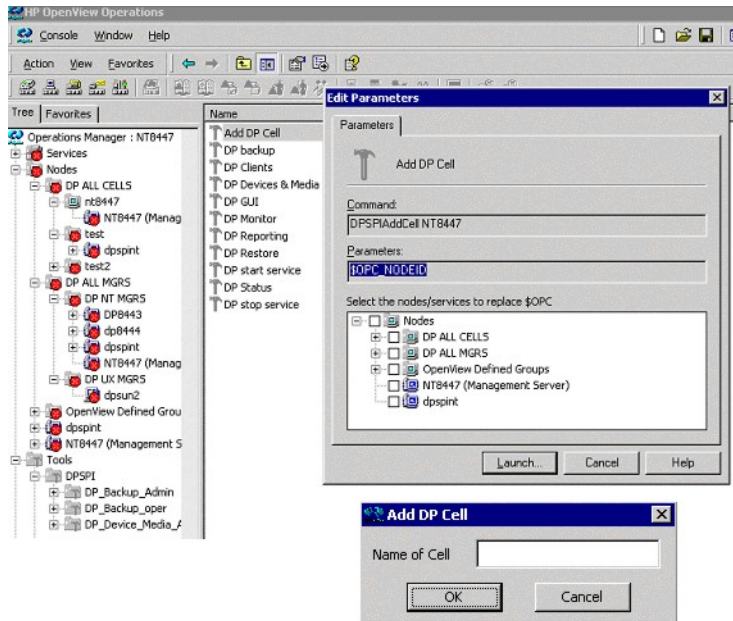 HP OpenView Operations
Console Window Help
Action View Favorites
Tree Favorites
Operations Manager : NT8447
Services
Nodes
DP ALL CELLS
nt8447
NT8447 (Manag
test
dpspint
test2
DP ALL MGRS
DP NT MGRS
DP8443
dp8444
dpspint
NT8447 (Manag
DP UX MGRS
dpsun2
OpenView Defined Grou
dpspint
NT8447 (Management S
Tools
DPSPI
DP_Backup_Admin
DP_Backup_oper
DP_Device_Media_A
Name
Add DP Cell
DP backup
DP Clients
DP Devices & Media
DP GUI
DP Monitor
DP Reporting
DP Restore
DP start service
DP Status
DP stop service
Edit Parameters
Parameters
Add DP Cell
Command:
DPSPIAddCell NT8447
Parameters:
$OPC_NODEID
Select the nodes/services to replace $OPC
Nodes
DP ALL CELLS
DP ALL MGRS
OpenView Defined Groups
NT8447 (Management Server)
dpspint
Launch... Cancel Help
Add DP Cell
Name of Cell
OK Cancel